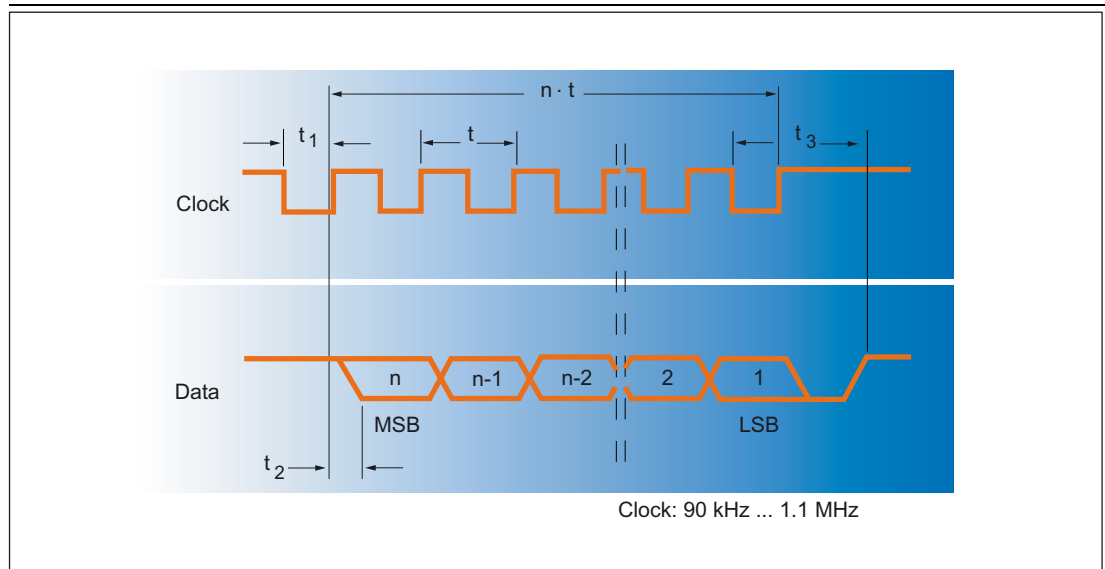 n · t
t1
t
t3
Clock
n
n-1
n-2
2
1
Data
MSB
LSB
t2
Clock: 90 kHz ... 1.1 MHz